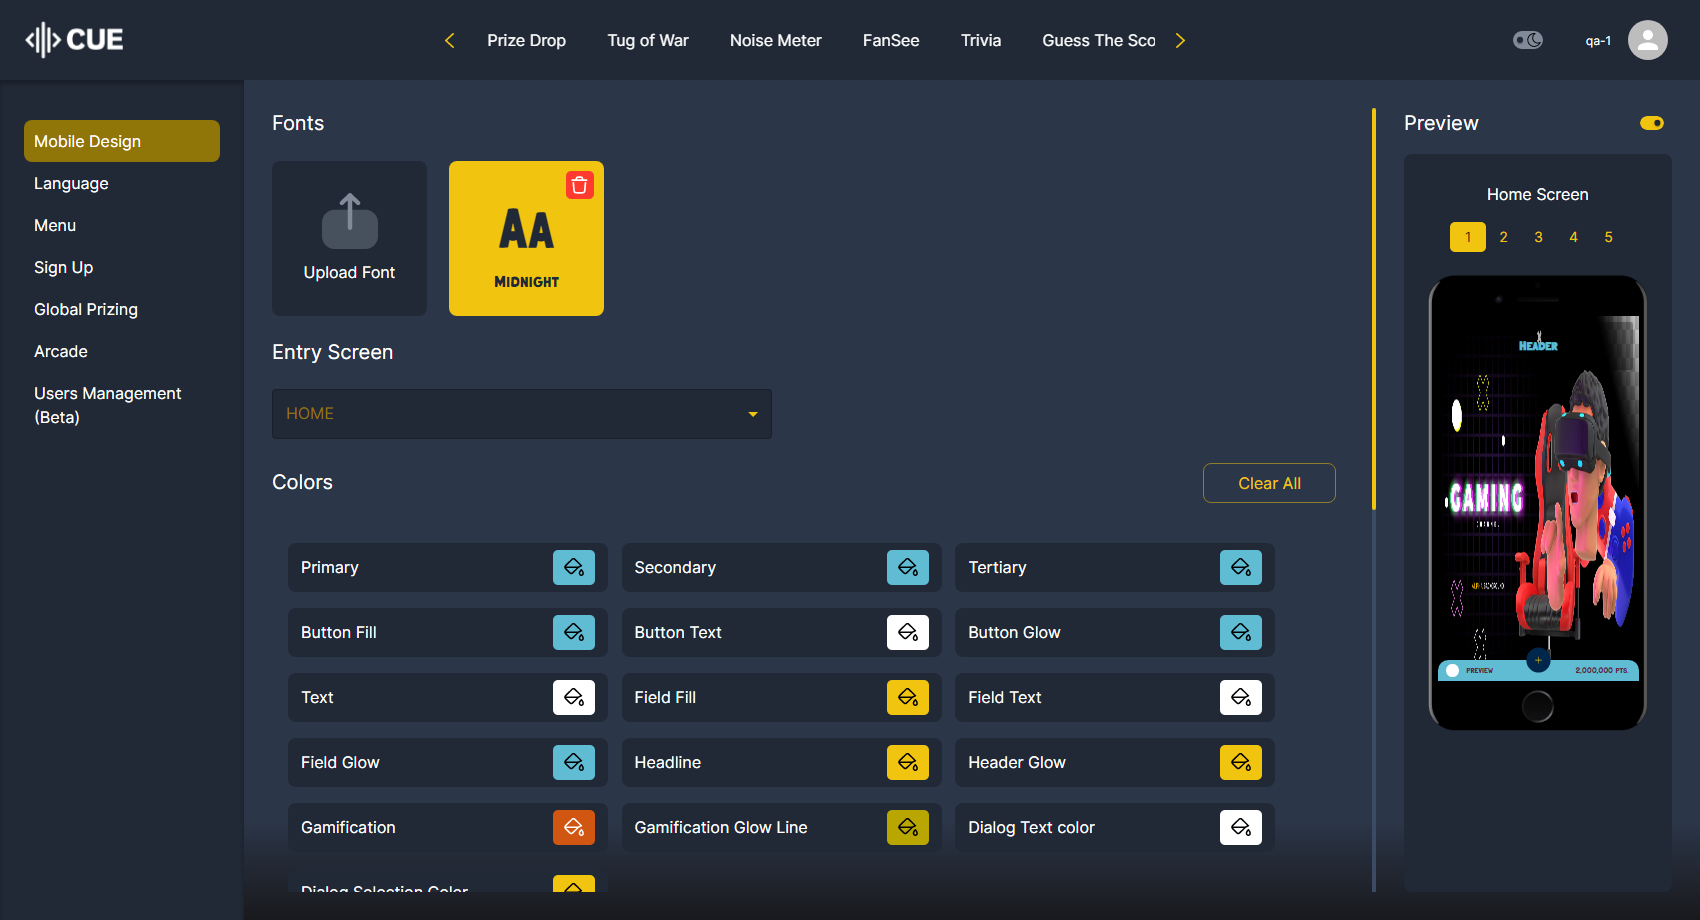 CUE
Prize Drop
Tug of War
Noise Meter
FanSee
Trivia
Guess The Sco
qa-1
Mobile Design
Language
Menu
Sign Up
Global Prizing
Arcade
Users Management
(Beta)
Fonts
Upload Font
AA
MIDNIGHT
Entry Screen
HOME
Colors
Clear All
Primary
Secondary
Tertiary
Button Fill
Button Text
Button Glow
Text
Field Fill
Field Text
Field Glow
Headline
Header Glow
Gamification
Gamification Glow Line
Dialog Text color
Dialog Selection Color
Preview
Home Screen
1 2 3 4 5
HEADER
GAMING
PREVIEW
2,000,000 PTS.